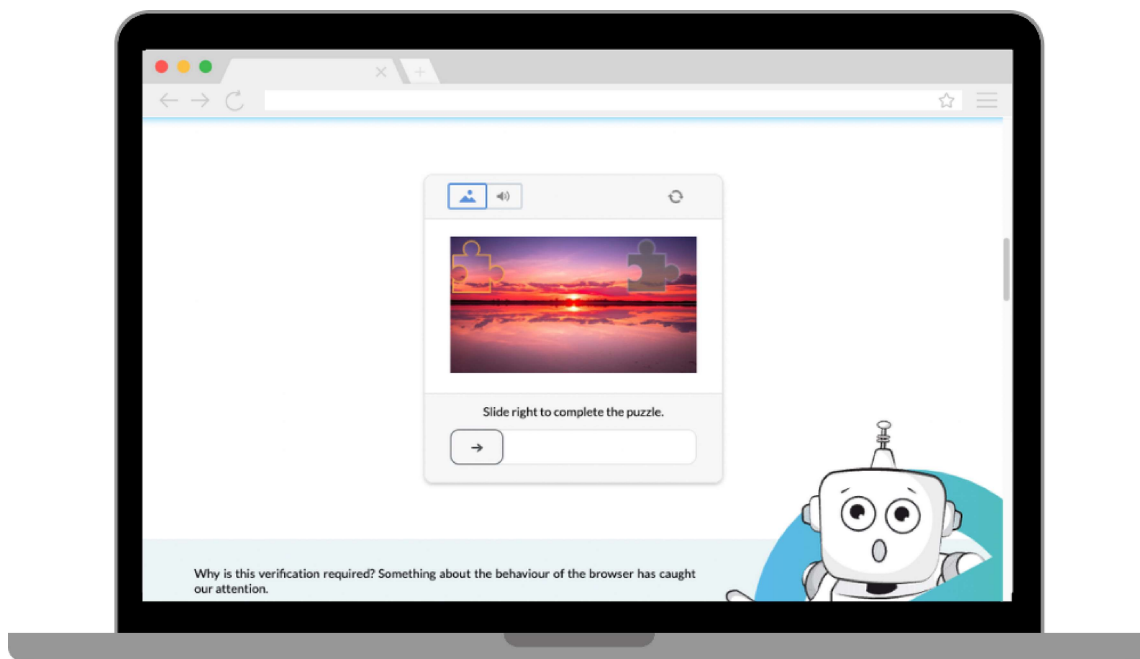 Slide right to complete the puzzle.
Why is this verification required? Something about the behaviour of the browser has caught
our attention.